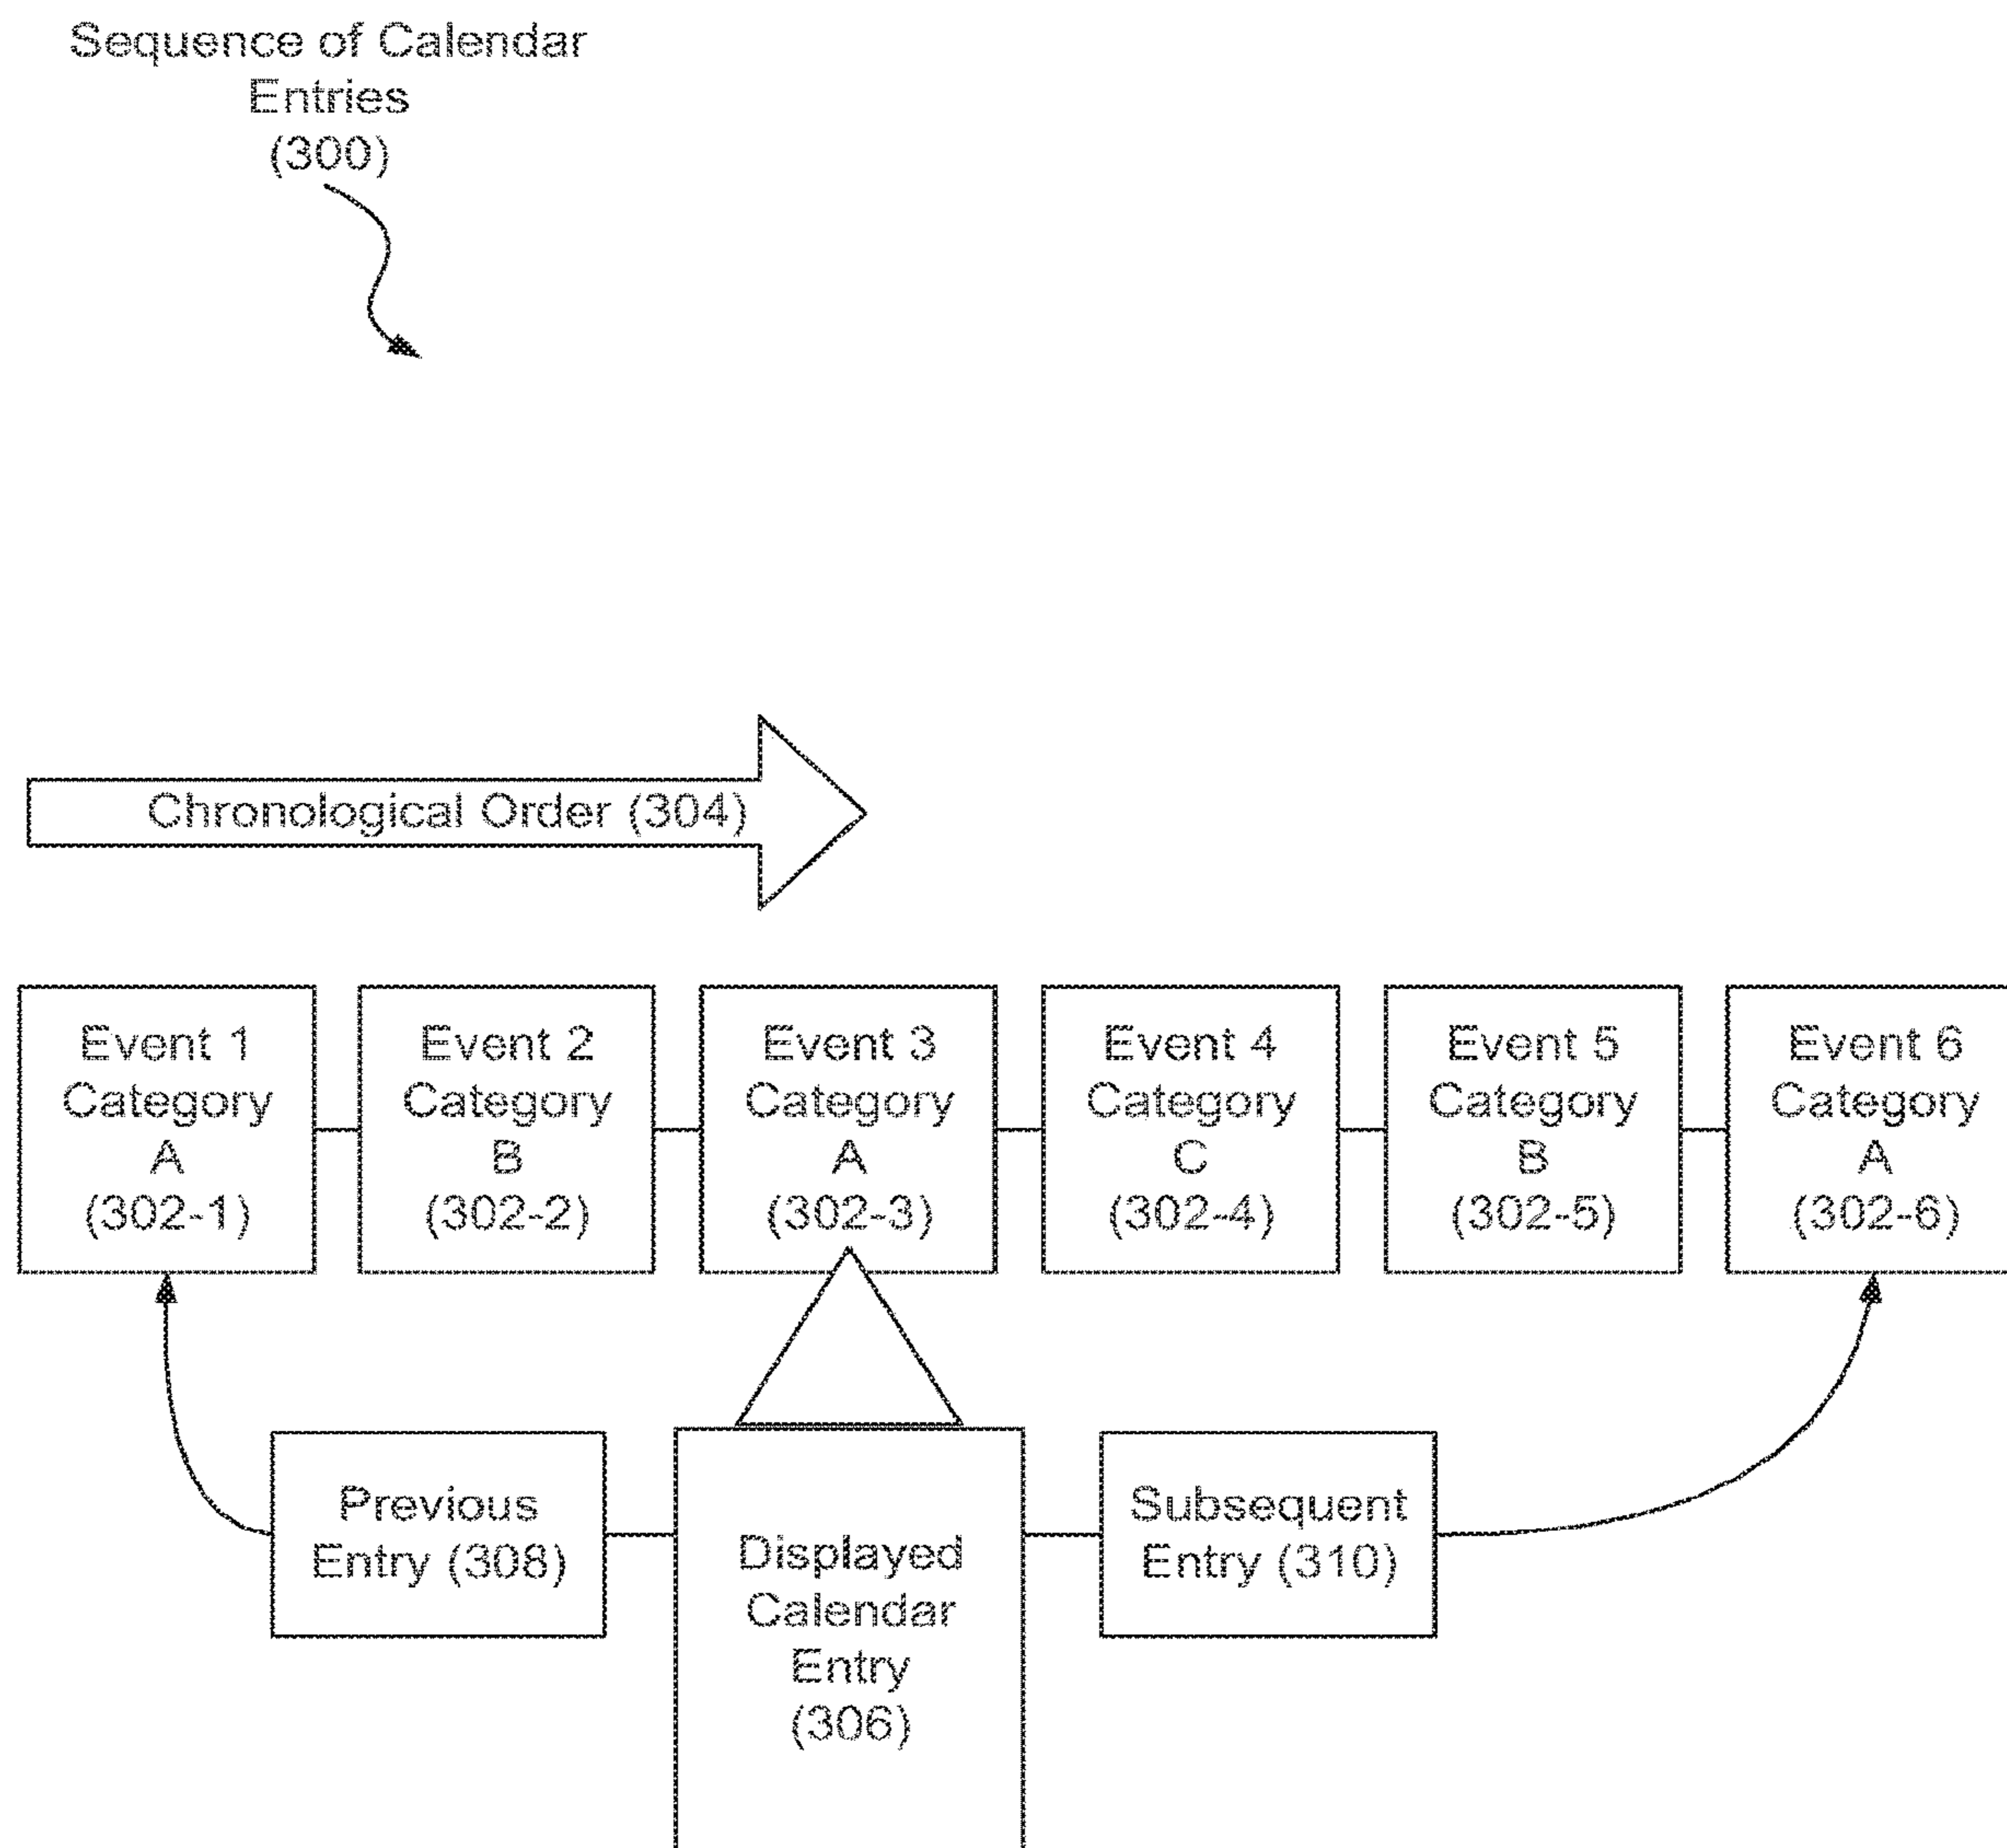 Sequence of Calendar
Entries
(300)
Chronological Order (304)
Event 1
Category
A
(302-1)
Event 2
Category
B
(302-2)
Event 3
Category
A
(302-3)
Event 4
Category
C
(302-4)
Event 5
Category
B
(302-5)
Event 6
Category
A
(302-6)
Previous
Entry (308)
Displayed
Calendar
Entry
(306)
Subsequent
Entry (310)